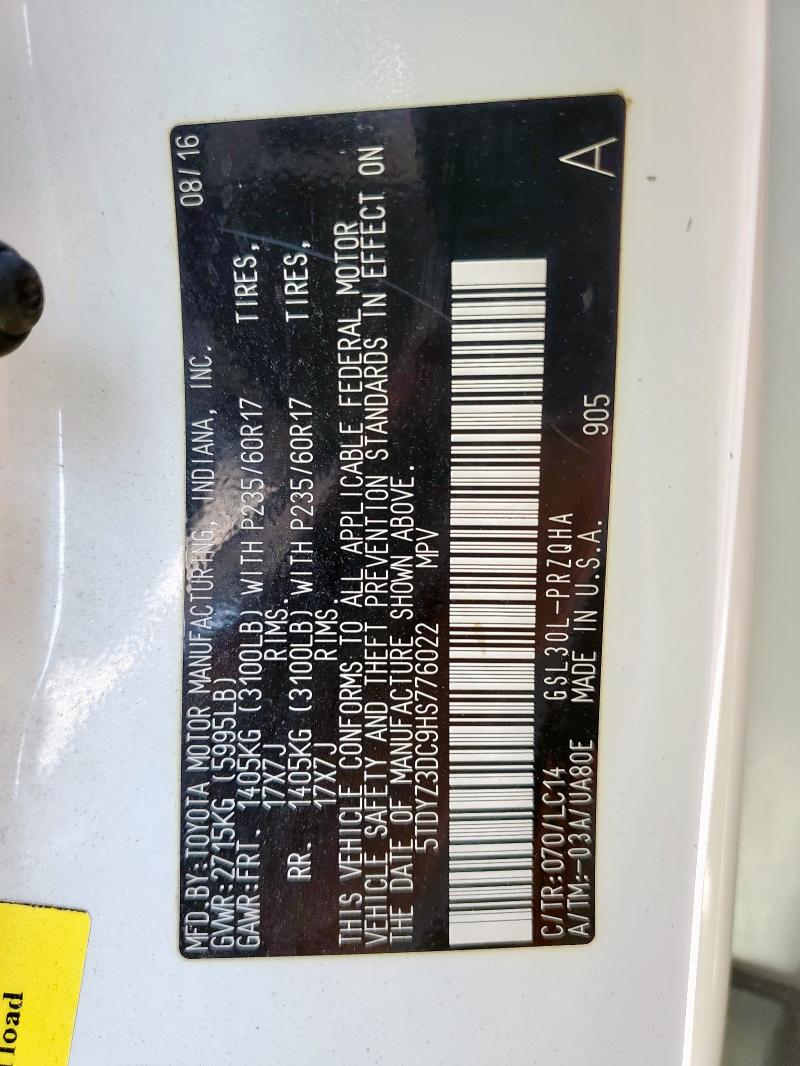 MFD BY:TOYOTA MOTOR MANUFACTURING, INDIANA, INC. 08/16
GVWR:2715KG (5995LB)
GAWR:FRT. 1405KG (3100LB) WITH P235/60R17 TIRES,
17X7J RIMS.
RR. 1405KG (3100LB) WITH P235/60R17 TIRES,
17X7J RIMS.
THIS VEHICLE CONFORMS TO ALL APPLICABLE FEDERAL MOTOR
VEHICLE SAFETY AND THEFT PREVENTION STANDARDS IN EFFECT ON
THE DATE OF MANUFACTURE SHOWN ABOVE.
5TDYZ3DC9HS776022 MPV
C/TR:070/LC14 GSL30L-PRZQHA
A/TM:-03A/UA80E MADE IN U.S.A. 905 A
load